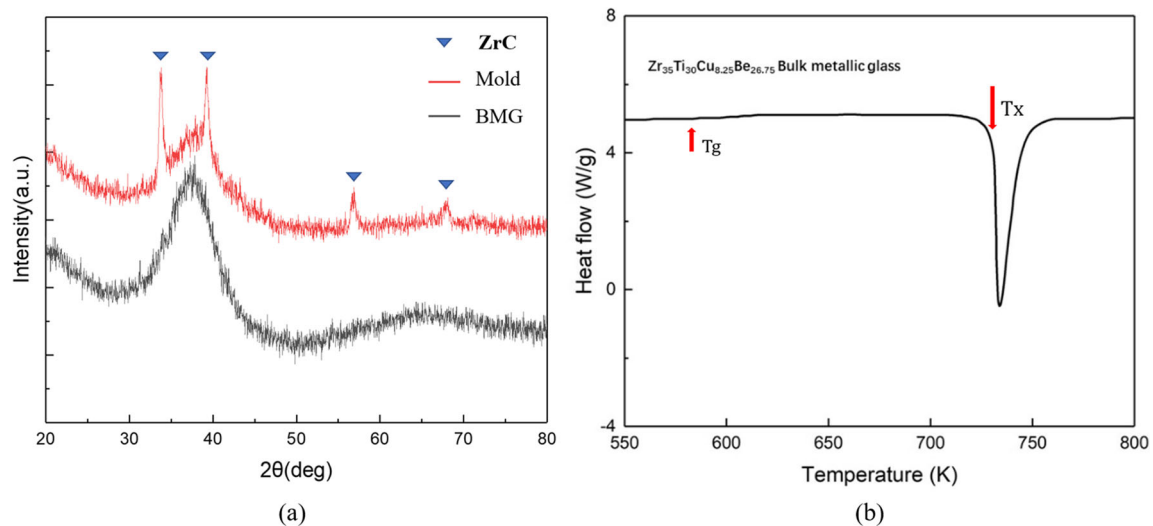 ZrC
Mold
BMG
Intensity(a.u.)
20 30 40 50 60 70 80
2θ(deg)
(a)
8
4
0
-4
Heat flow (W/g)
Zr35Ti30Cu8.25Be26.75 Bulk metallic glass
Tx
Tg
550 600 650 700 750 800
Temperature (K)
(b)